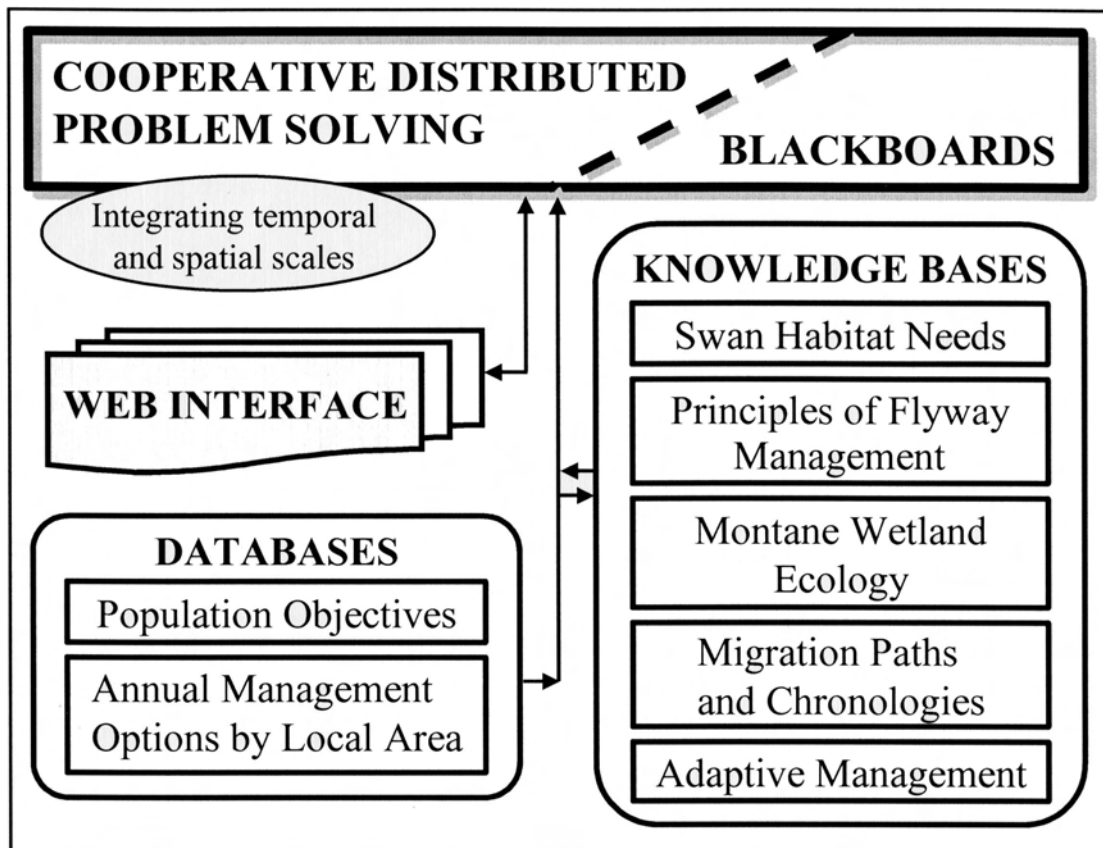 COOPERATIVE DISTRIBUTED
PROBLEM SOLVING
BLACKBOARDS
Integrating temporal
and spatial scales
WEB INTERFACE
DATABASES
Population Objectives
Annual Management
Options by Local Area
KNOWLEDGE BASES
Swan Habitat Needs
Principles of Flyway
Management
Montane Wetland
Ecology
Migration Paths
and Chronologies
Adaptive Management